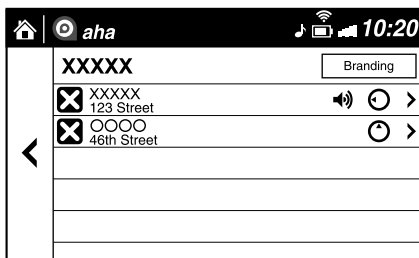 aha 10:20
XXXXX Branding
XXXXX
123 Street
OOOO
46th Street